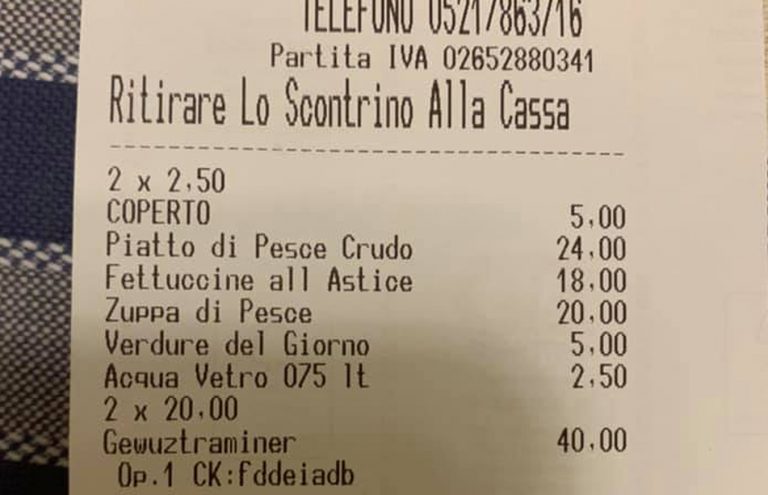 TELEFONO 0521/863716
Partita IVA 02652880341
Ritirare Lo Scontrino Alla Cassa
2 x 2,50
COPERTO 5,00
Piatto di Pesce Crudo 24,00
Fettuccine all Astice 18,00
Zuppa di Pesce 20,00
Verdure del Giorno 5,00
Acqua Vetro 075 lt 2,50
2 x 20,00
Gewuztraminer 40,00
Op.1 CK:fddeiadb